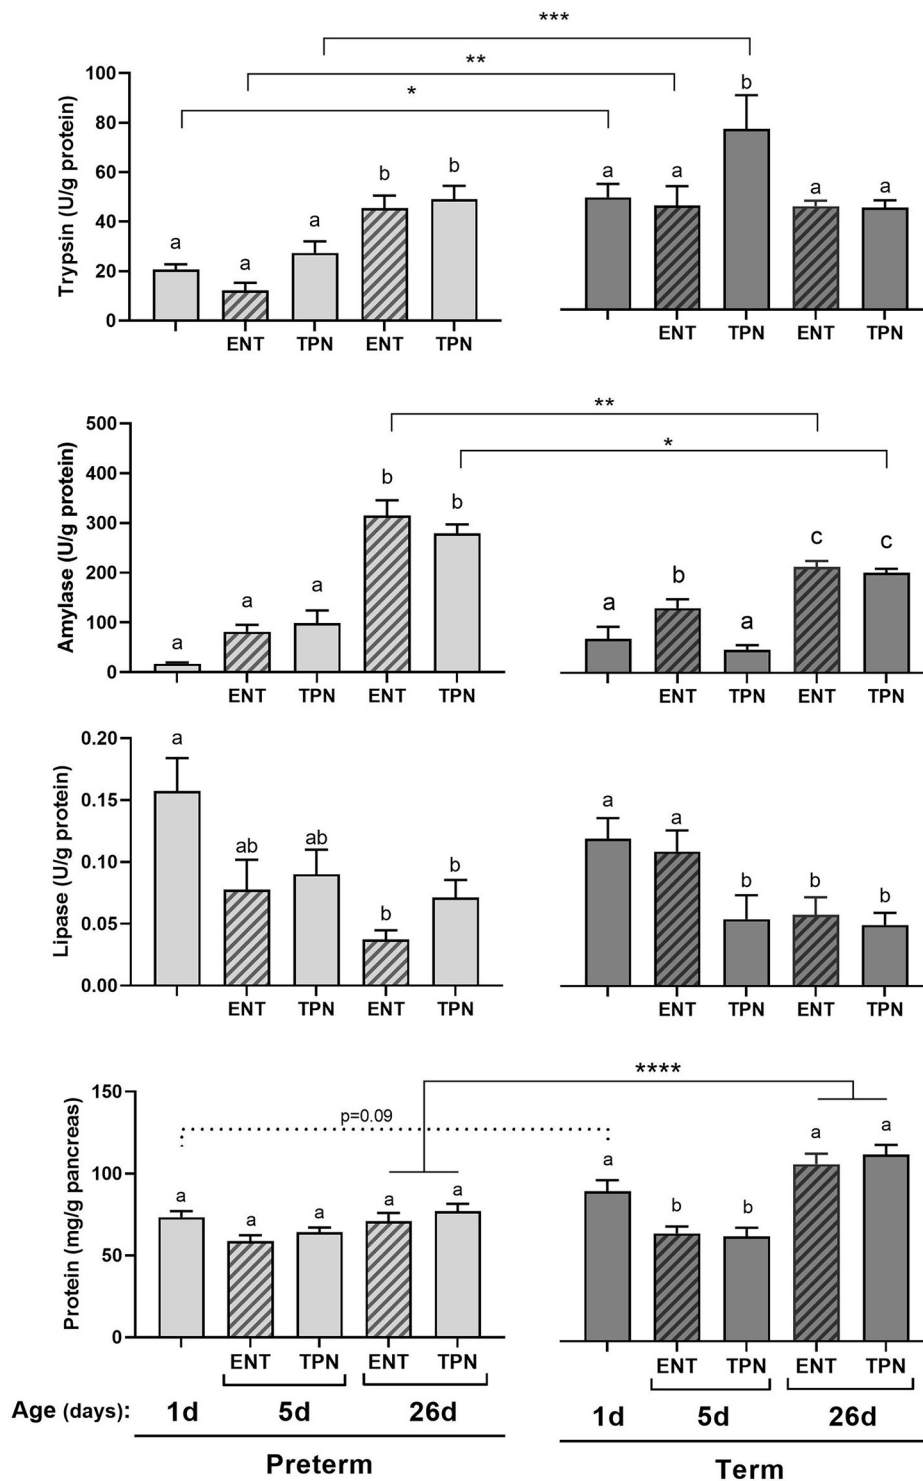 ***
**
*
Trypsin (U/g protein)
100
80
60
40
20
0
a
a
a
b
b
a
a
b
a
a
ENT TPN ENT TPN
ENT TPN ENT TPN
**
*
Amylase (U/g protein)
500
400
300
200
100
0
a
a
a
b
b
a
b
a
c
c
ENT TPN ENT TPN
ENT TPN ENT TPN
Lipase (U/g protein)
0.20
0.15
0.10
0.05
0.00
a
ab
ab
b
b
a
a
b
b
b
ENT TPN ENT TPN
ENT TPN ENT TPN
****
p=0.09
Protein (mg/g pancreas)
150
100
50
0
a
a
a
a
a
a
b
b
a
a
ENT TPN ENT TPN
ENT TPN ENT TPN
Age (days): 1d 5d 26d 1d 5d 26d
Preterm Term